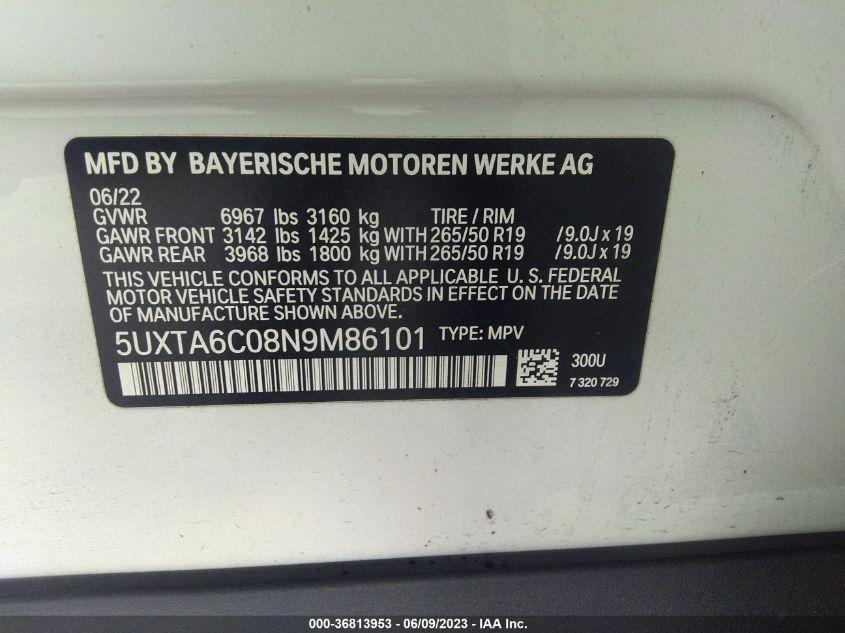 MFD BY BAYERISCHE MOTOREN WERKE AG
06/22
GVWR 6967 lbs 3160 kg TIRE / RIM
GAWR FRONT 3142 lbs 1425 kg WITH 265/50 R19 /9.0J x 19
GAWR REAR 3968 lbs 1800 kg WITH 265/50 R19 /9.0J x 19
THIS VEHICLE CONFORMS TO ALL APPLICABLE U. S. FEDERAL
MOTOR VEHICLE SAFETY STANDARDS IN EFFECT ON THE DATE
OF MANUFACTURE SHOWN ABOVE.
5UXTA6C08N9M86101 TYPE: MPV
300U
7 320 729
000-36813953 - 06/09/2023 - IAA Inc.